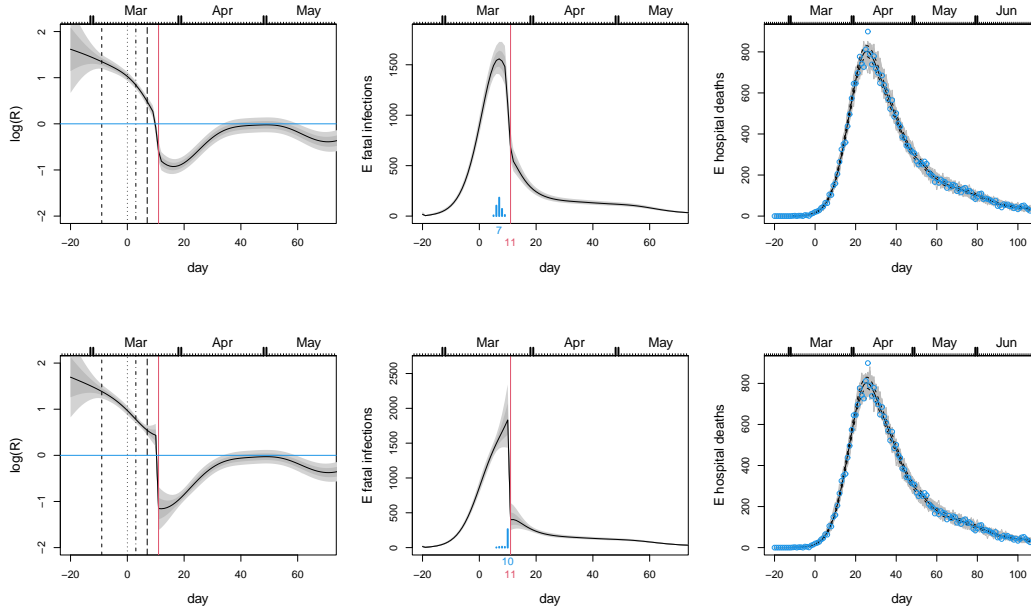 Mar Apr May
log(R)
2
1
0
−1
−2
−20 0 20 40 60
day
Mar Apr May
E fatal infections
1500
1000
500
0
7
11
−20 0 20 40 60
day
Mar Apr May Jun
E hospital deaths
800
600
400
200
0
−20 0 20 40 60 80 100
day
Mar Apr May
log(R)
2
1
0
−1
−2
−20 0 20 40 60
day
Mar Apr May
E fatal infections
2500
2000
1500
1000
500
0
10
11
−20 0 20 40 60
day
Mar Apr May Jun
E hospital deaths
800
600
400
200
0
−20 0 20 40 60 80 100
day